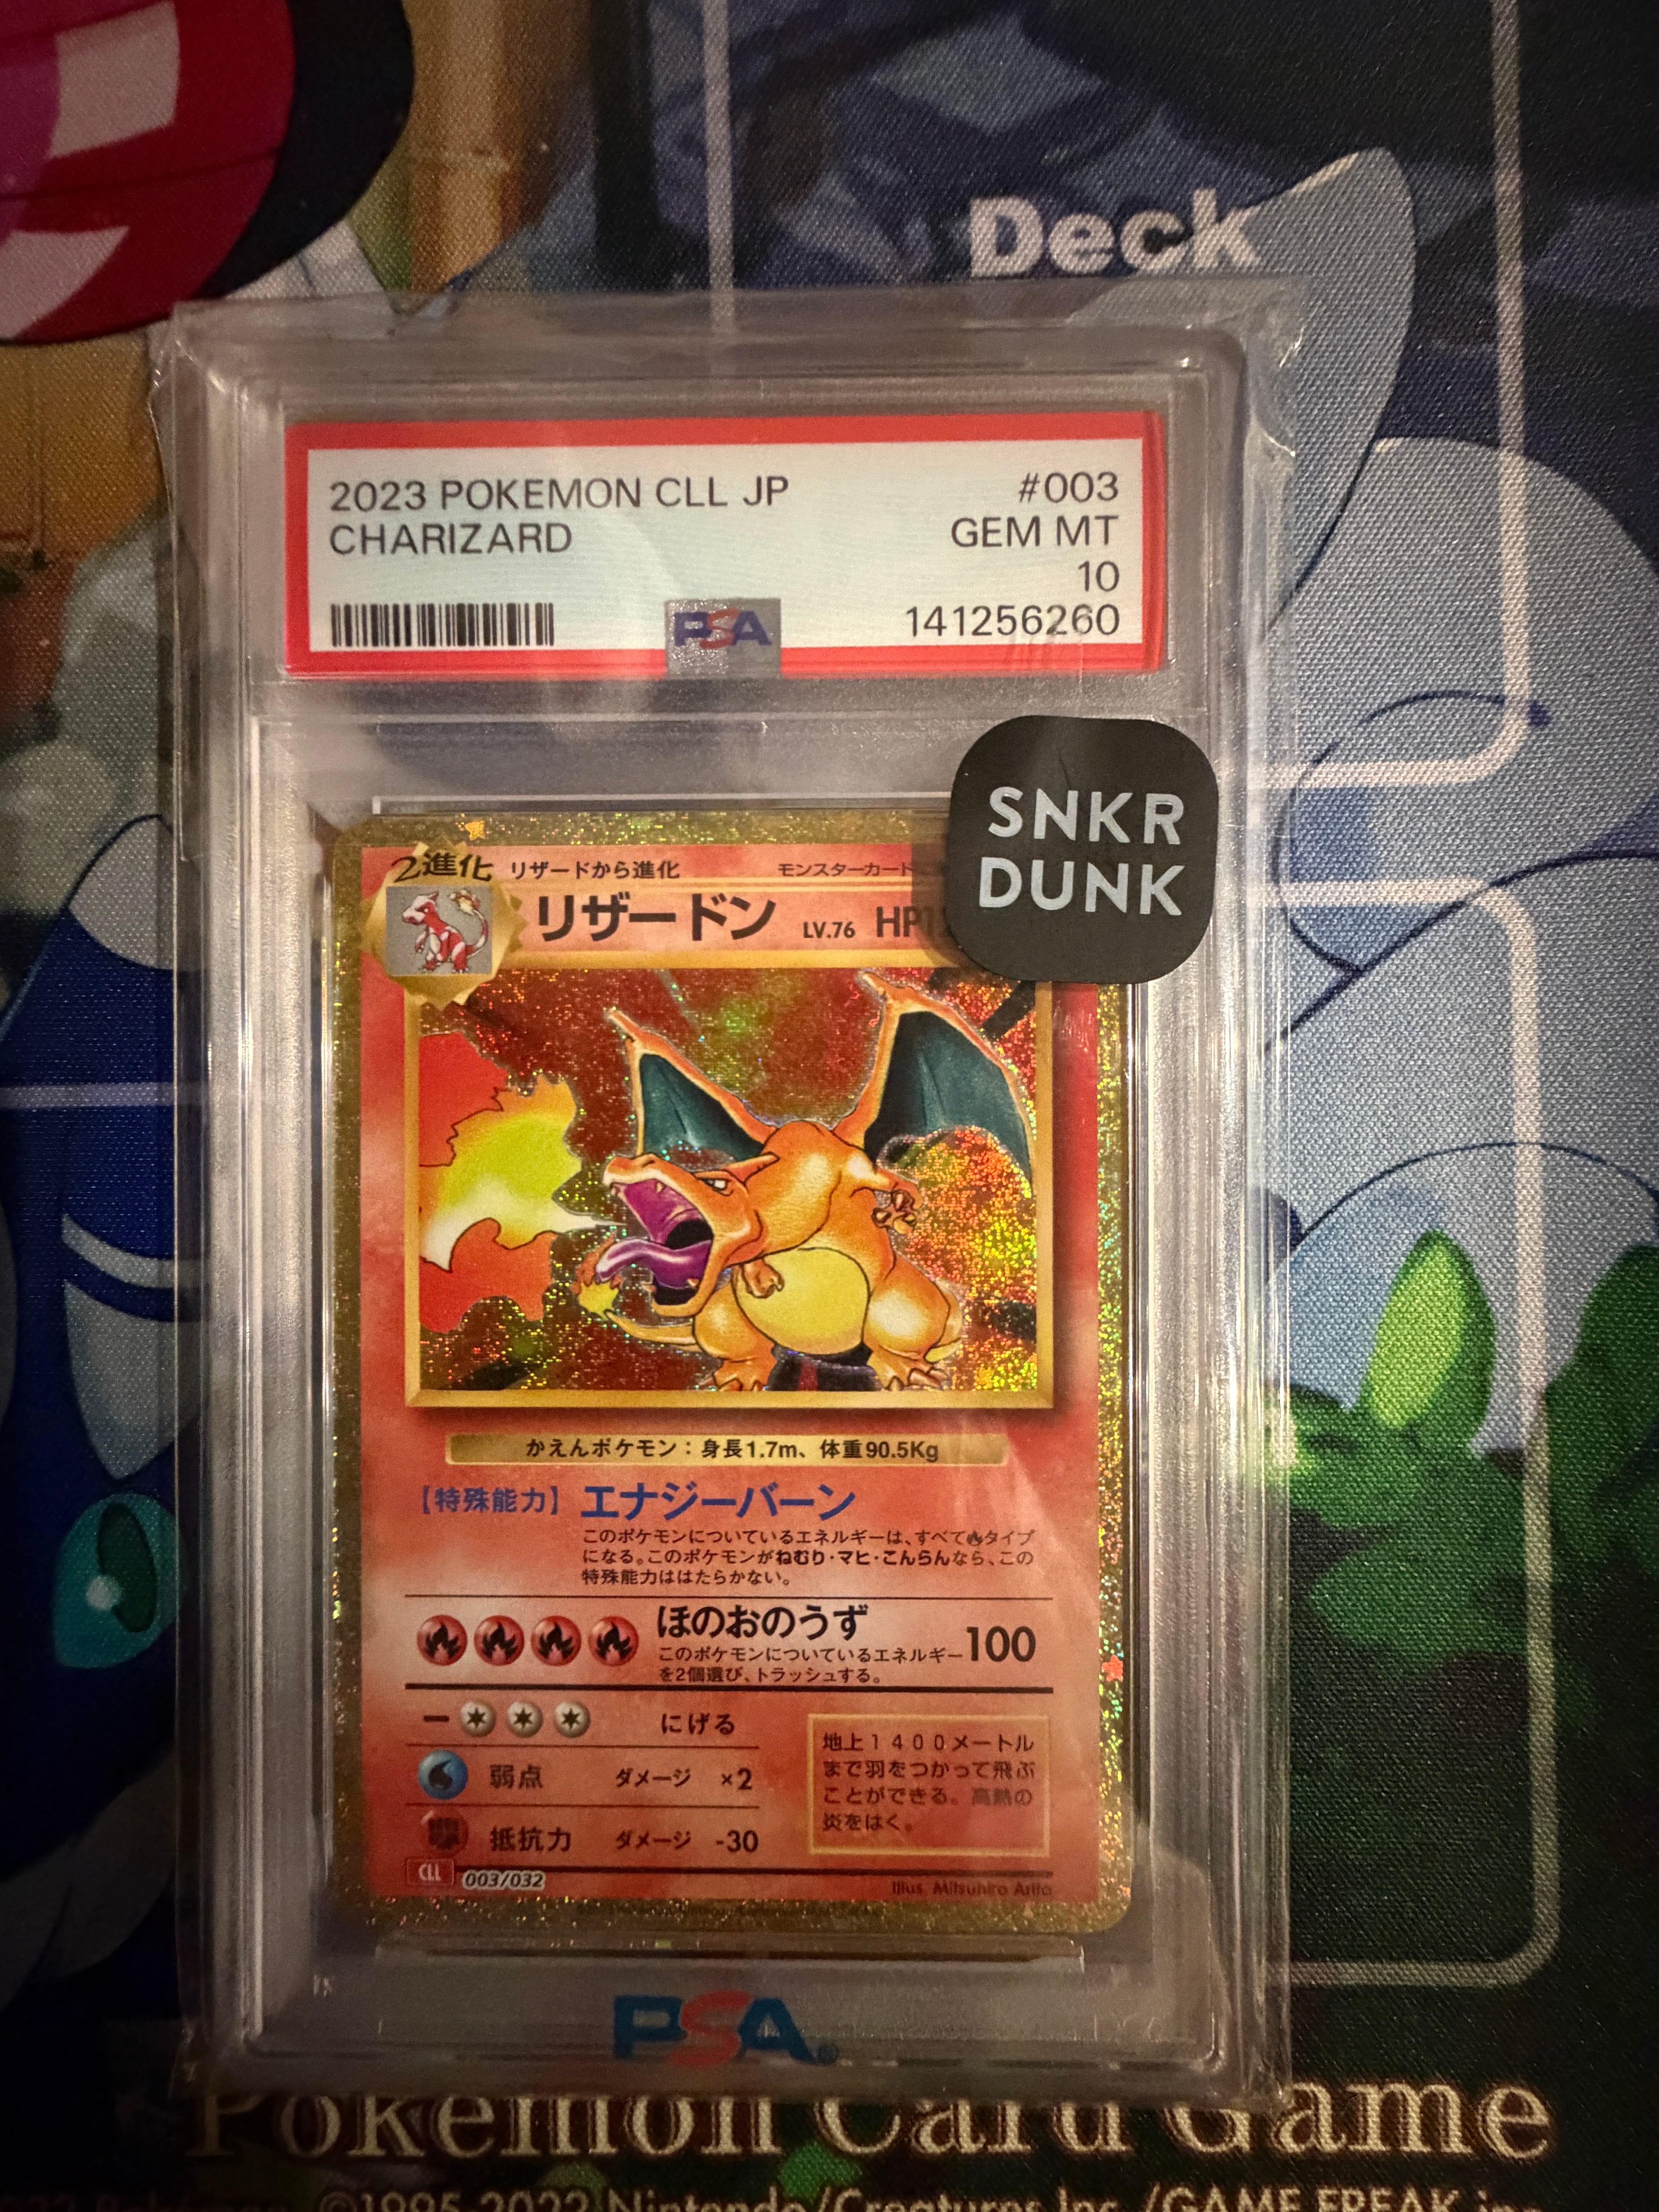 Deck
2023 POKEMON CLL JP #003
CHARIZARD GEM MT
10
PSA 141256260
SNKR
DUNK
2進化 リザードから進化 モンスターカード
リザードン LV.76 HP
かえんポケモン：身長1.7m、体重90.5Kg
【特殊能力】 エナジーバーン
このポケモンについているエネルギーは、すべてタイプ
になる。このポケモンがねむり・マヒ・こんらんなら、この
特殊能力ははたらかない。
ほのおのうず 100
このポケモンについているエネルギー
を2個選び、トラッシュする。
にげる
弱点 ダメージ ×2
抵抗力 ダメージ -30
地上1400メートル
まで羽をつかって飛ぶ
ことができる。高熱の
炎をはく。
CLL 003/032
Illus. Mitsuhiro Arita
PSA®
Pokémon Card Game
©1995-2022 Nintendo/Creatures Inc./GAME FREAK